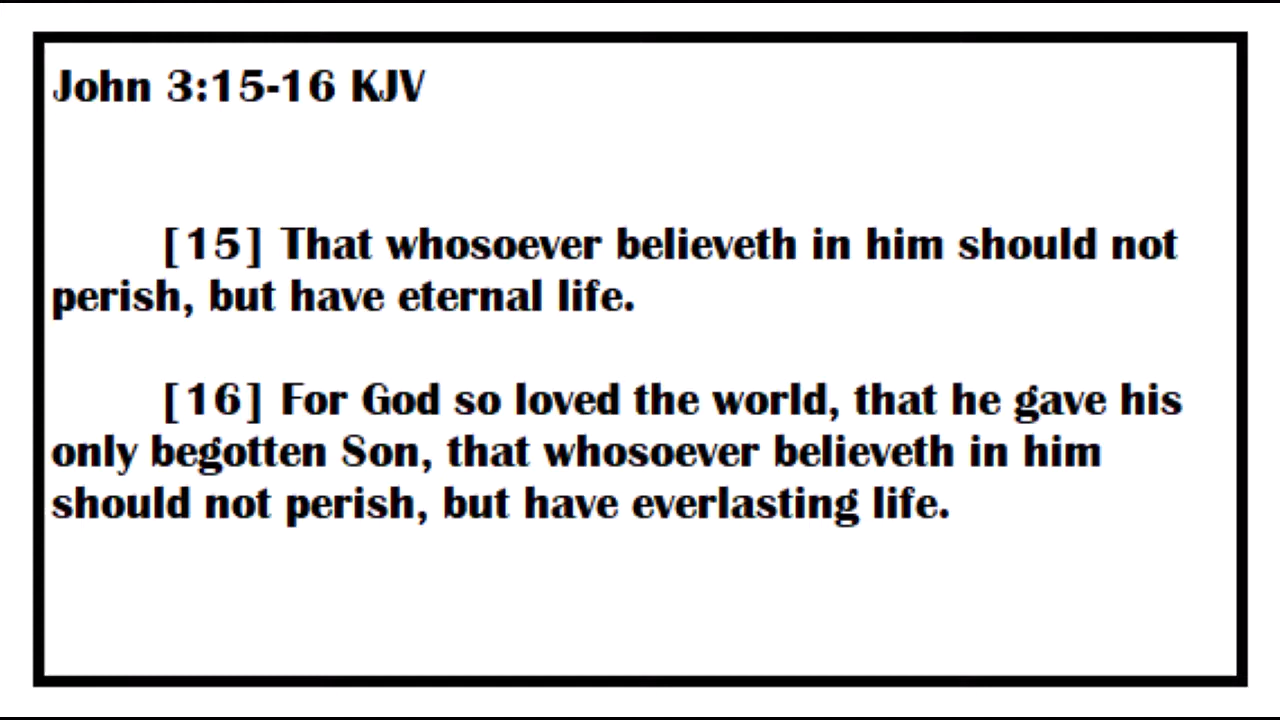 John 3:15-16 KJV
[15] That whosoever believeth in him should not
perish, but have eternal life.
[16] For God so loved the world, that he gave his
only begotten Son, that whosoever believeth in him
should not perish, but have everlasting life.